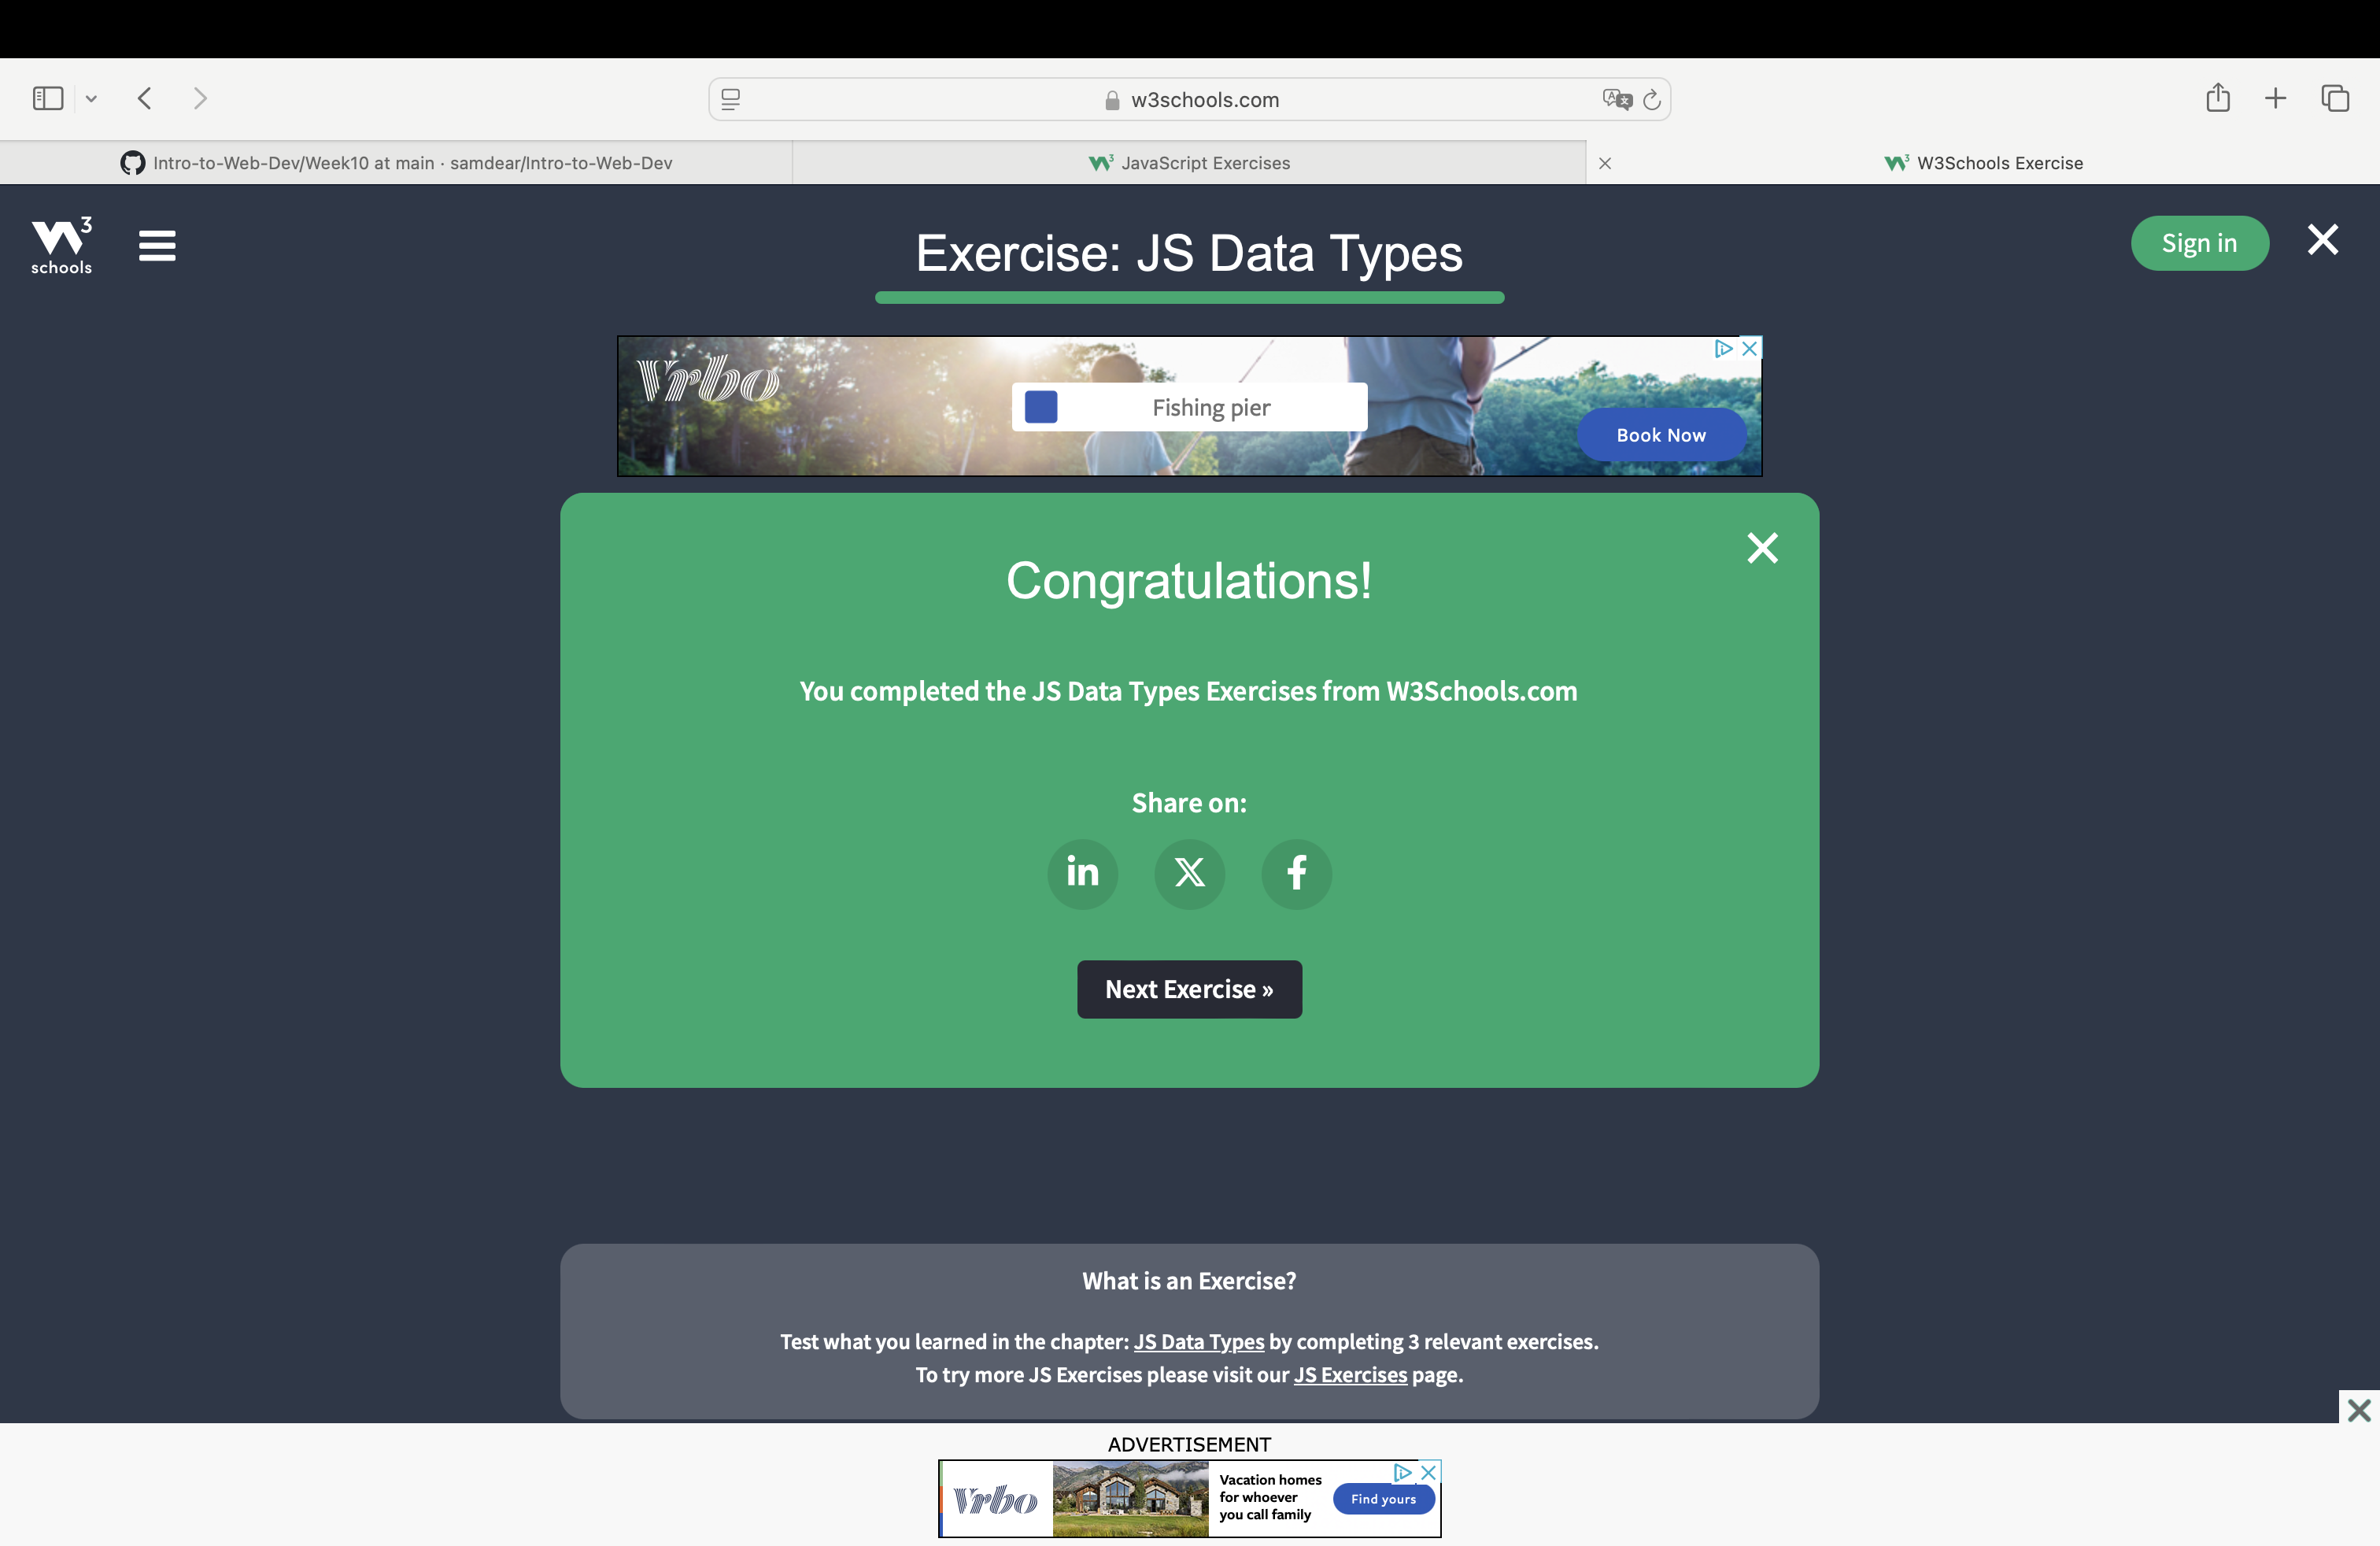 w3schools.com
Intro-to-Web-Dev/Week10 at main · samdear/Intro-to-Web-Dev
JavaScript Exercises
W3Schools Exercise
W3 schools
Exercise: JS Data Types
Sign in
Vrbo
Fishing pier
Book Now
Congratulations!
You completed the JS Data Types Exercises from W3Schools.com
Share on:
in
X
f
Next Exercise »
What is an Exercise?
Test what you learned in the chapter: JS Data Types by completing 3 relevant exercises.
To try more JS Exercises please visit our JS Exercises page.
ADVERTISEMENT
Vrbo
Vacation homes
for whoever
you call family
Find yours